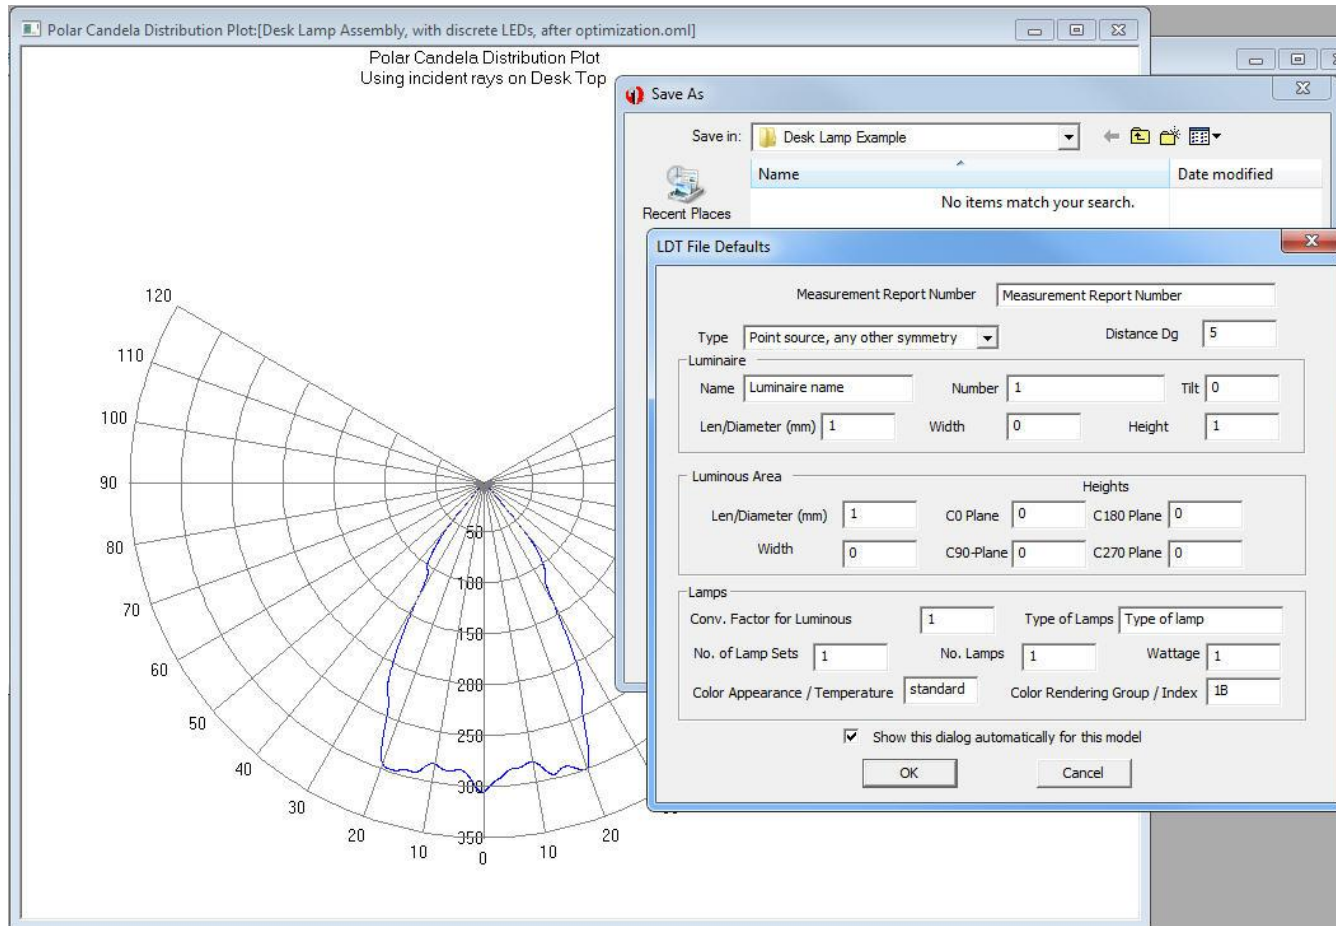 Polar Candela Distribution Plot:[Desk Lamp Assembly, with discrete LEDs, after optimization.oml]
Polar Candela Distribution Plot
Using incident rays on Desk Top
Save As
Save in: Desk Lamp Example
Name Date modified
No items match your search.
Recent Places
LDT File Defaults
Measurement Report Number Measurement Report Number
Type Point source, any other symmetry Distance Dg 5
Luminaire
Name Luminaire name Number 1 Tilt 0
Len/Diameter (mm) 1 Width 0 Height 1
Luminous Area
Heights
Len/Diameter (mm) 1 C0 Plane 0 C180 Plane 0
Width 0 C90-Plane 0 C270 Plane 0
Lamps
Conv. Factor for Luminous 1 Type of Lamps Type of lamp
No. of Lamp Sets 1 No. Lamps 1 Wattage 1
Color Appearance / Temperature standard Color Rendering Group / Index 1B
Show this dialog automatically for this model
OK Cancel
120
110
100
90
80
70
60
50
40
30
20
10
0
10
20
50
100
150
200
250
300
350